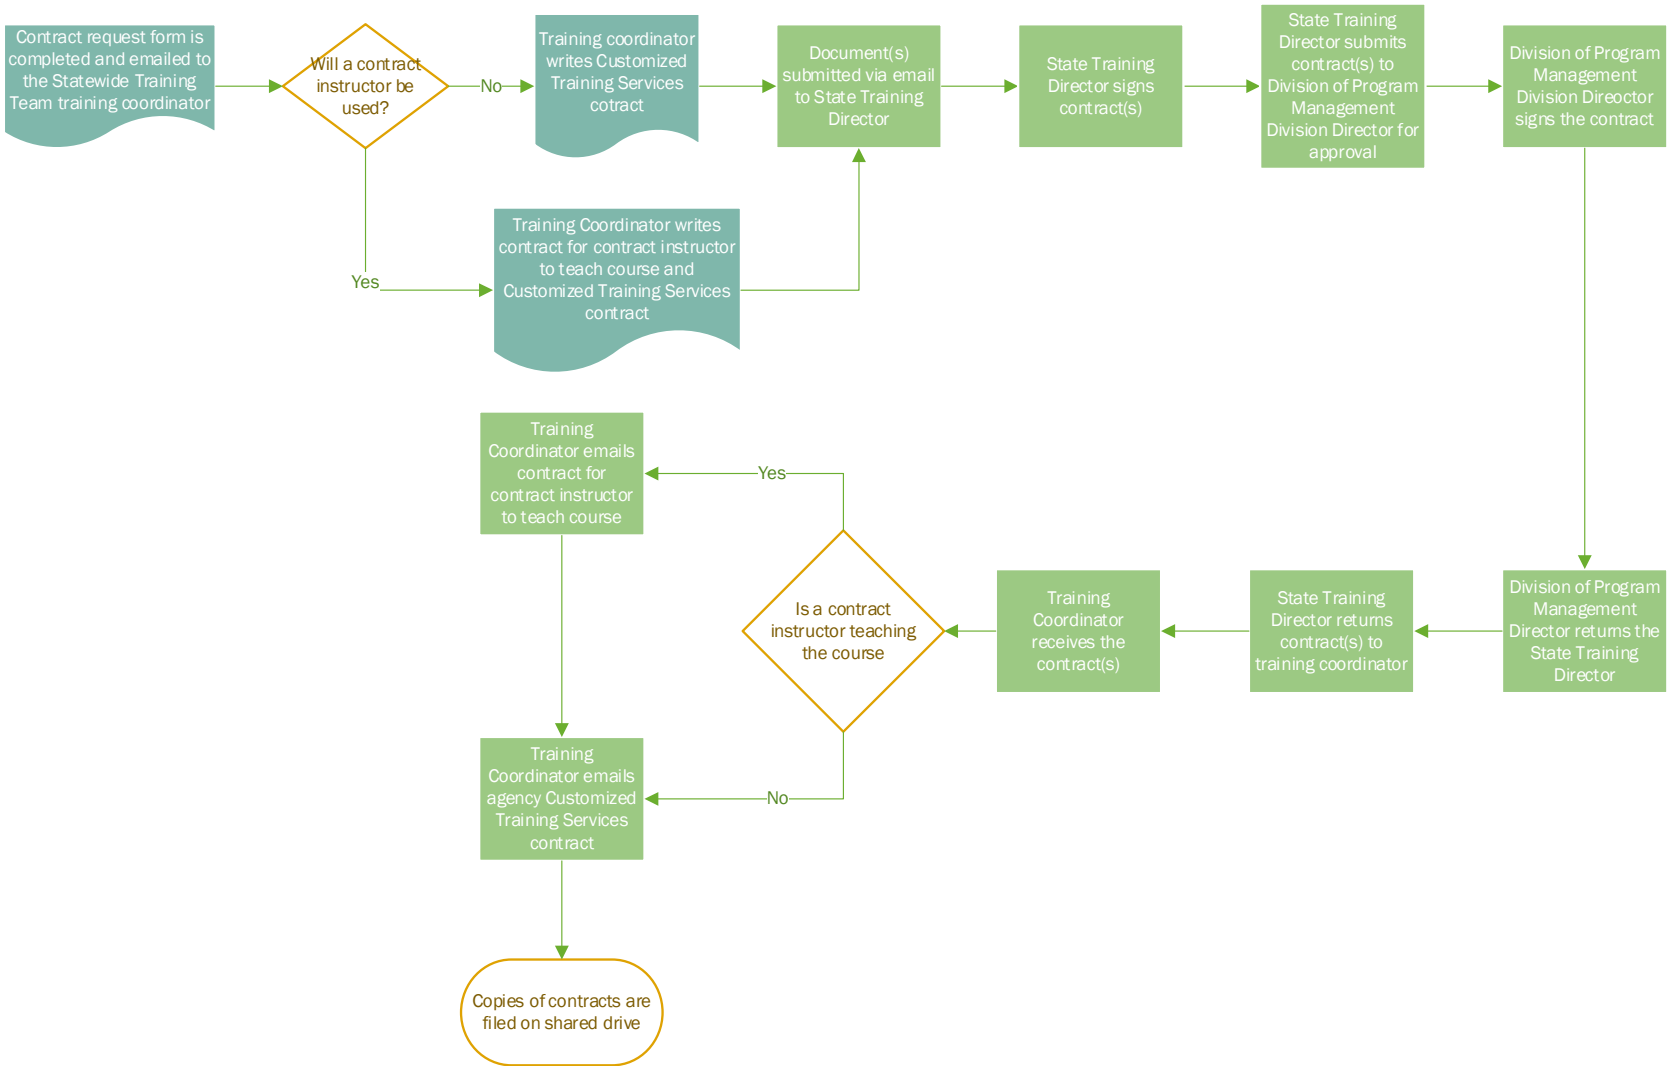 Contract request form is
completed and emailed to
the Statewide Training
Team training coordinator
Will a contract
instructor be
used?
No
Training coordinator
writes Customized
Training Services
cotract
Document(s)
submitted via email
to State Training
Director
State Training
Director signs
contract(s)
State Training
Director submits
contract(s) to
Division of Program
Management
Division Director for
approval
Division of Program
Management
Division Direoctor
signs the contract
Yes
Training Coordinator writes
contract for contract instructor
to teach course and
Customized Training Services
contract
Division of Program
Management
Director returns the
State Training
Director
State Training
Director returns
contract(s) to
training coordinator
Training
Coordinator
receives the
contract(s)
Is a contract
instructor teaching
the course
Yes
Training
Coordinator emails
contract for
contract instructor
to teach course
No
Training
Coordinator emails
agency Customized
Training Services
contract
Copies of contracts are
filed on shared drive